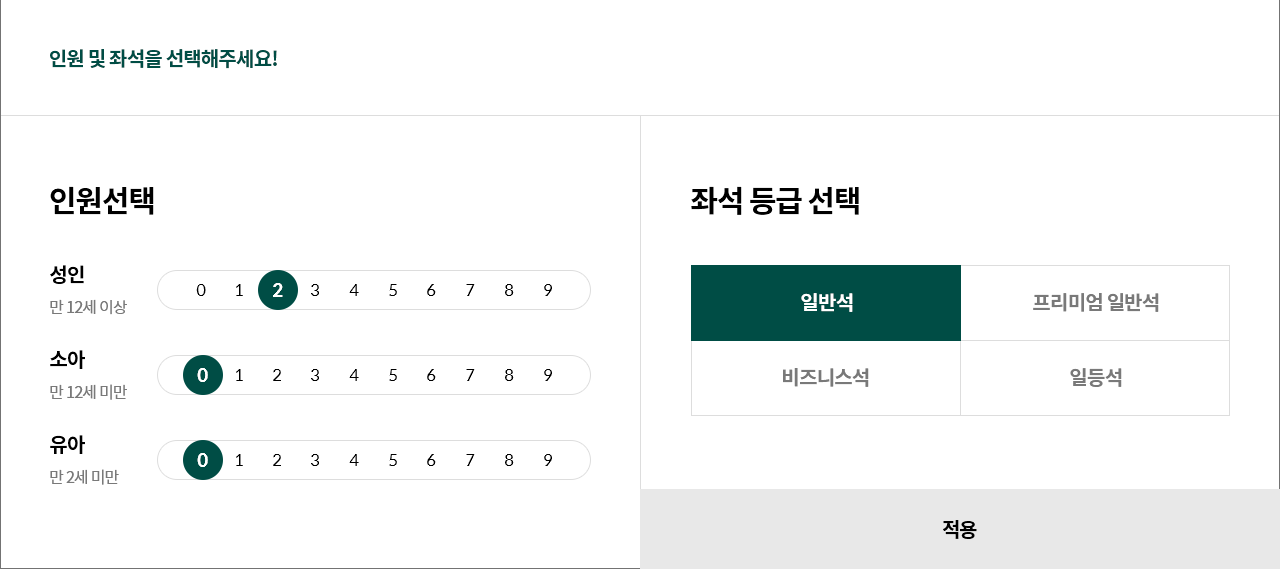 인원 및 좌석을 선택해주세요!
인원선택
성인
만 12세 이상
0 1 2 3 4 5 6 7 8 9
소아
만 12세 미만
0 1 2 3 4 5 6 7 8 9
유아
만 2세 미만
0 1 2 3 4 5 6 7 8 9
좌석 등급 선택
일반석 프리미엄 일반석
비즈니스석 일등석
적용